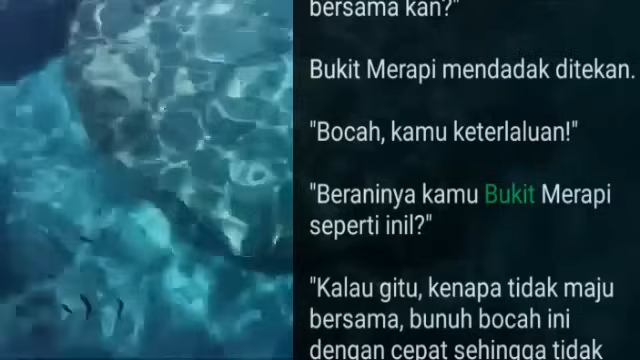 bersama kan?"
Bukit Merapi mendadak ditekan.
"Bocah, kamu keterlaluan!"
"Beraninya kamu Bukit Merapi
seperti inil?"
"Kalau gitu, kenapa tidak maju
bersama, bunuh bocah ini
dengan cepat sehingga tidak